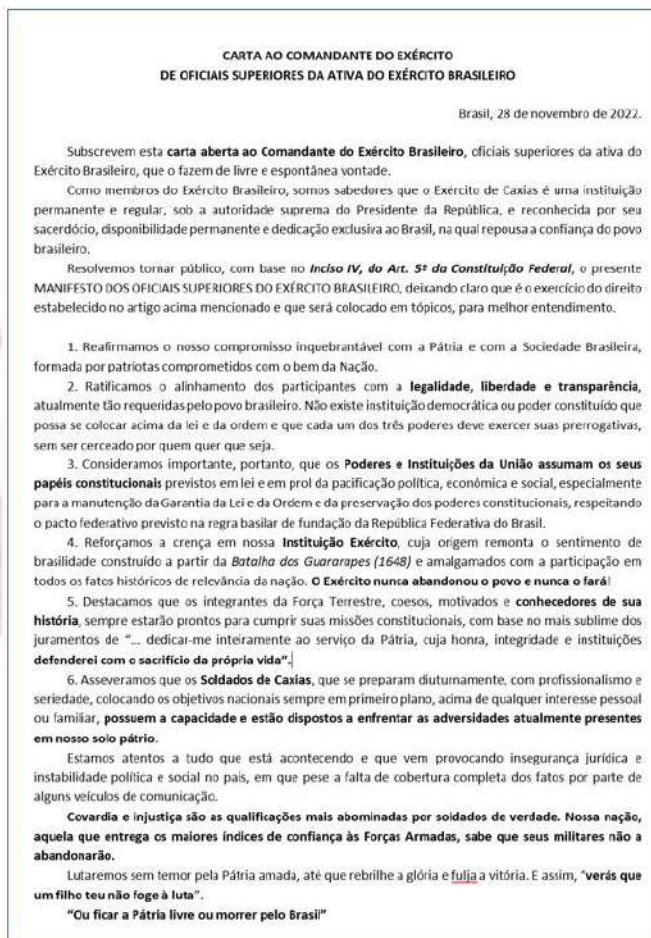 CARTA AO COMANDANTE DO EXÉRCITO
DE OFICIAIS SUPERIORES DA ATIVA DO EXÉRCITO BRASILEIRO
Brasil, 28 de novembro de 2022.
Subscrevem esta carta aberta ao Comandante do Exército Brasileiro, oficiais superiores da ativa do
Exército Brasileiro, que o fazem de livre e espontânea vontade.
Como membros do Exército Brasileiro, somos sabedores que o Exército de Caxias é uma instituição
permanente e regular, sob a autoridade suprema do Presidente da República, e reconhecida por seu
sacerdócio, disponibilidade permanente e dedicação exclusiva ao Brasil, na qual repousa a confiança do povo
brasileiro.
Resolvemos tornar público, com base no Inciso IV, do Art. 5º da Constituição Federal, o presente
MANIFESTO DOS OFICIAIS SUPERIORES DO EXÉRCITO BRASILEIRO, deixando claro que é o exercício do direito
estabelecido no artigo acima mencionado e que será colocado em tópicos, para melhor entendimento.
1. Reafirmamos o nosso compromisso inquebrantável com a Pátria e com a Sociedade Brasileira,
formada por patriotas comprometidos com o bem da Nação.
2. Ratificamos o alinhamento dos participantes com a legalidade, liberdade e transparência,
atualmente tão requeridas pelo povo brasileiro. Não existe instituição democrática ou poder constituído que
possa se colocar acima da lei e da ordem e que cada um dos três poderes deve exercer suas prerrogativas,
sem ser cerceado por quem quer que seja.
3. Consideramos importante, portanto, que os Poderes e Instituições da União assumam os seus
papéis constitucionais previstos em lei e em prol da pacificação política, econômica e social, especialmente
para a manutenção da Garantia da Lei e da Ordem e da preservação dos poderes constitucionais, respeitando
o pacto federativo previsto na regra basilar de fundação da República Federativa do Brasil.
4. Reforçamos a crença em nossa Instituição Exército, cuja origem remonta o sentimento de
brasilidade construído a partir da Batalha dos Guararapes (1648) e amalgamados com a participação em
todos os fatos históricos de relevância da nação. O Exército nunca abandonou o povo e nunca o fará!
5. Destacamos que os integrantes da Força Terrestre, coesos, motivados e conhecedores de sua
história, sempre estarão prontos para cumprir suas missões constitucionais, com base no mais sublime dos
juramentos de “... dedicar-me inteiramente ao serviço da Pátria, cuja honra, integridade e instituições
defenderei com o sacrifício da própria vida”.
6. Asseveramos que os Soldados de Caxias, que se preparam diuturnamente, com profissionalismo e
seriedade, colocando os objetivos nacionais sempre em primeiro plano, acima de qualquer interesse pessoal
ou familiar, possuem a capacidade e estão dispostos a enfrentar as adversidades atualmente presentes
em nosso solo pátrio.
Estamos atentos a tudo que está acontecendo e que vem provocando insegurança jurídica e
instabilidade política e social no país, em que pese a falta de cobertura completa dos fatos por parte de
alguns veículos de comunicação.
Covardia e injustiça são as qualificações mais abominadas por soldados de verdade. Nossa nação,
aquela que entrega os maiores índices de confiança às Forças Armadas, sabe que seus militares não a
abandonarão.
Lutaremos sem temor pela Pátria amada, até que rebrilhe a glória e fulja a vitória. E assim, “verás que
um filho teu não foge à luta”.
“Ou ficar a Pátria livre ou morrer pelo Brasil”